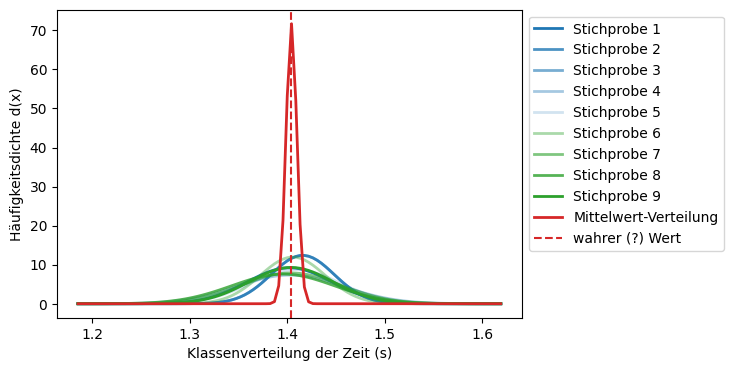 70
60
50
40
30
20
10
0
Häufigkeitsdichte d(x)
1.2 1.3 1.4 1.5 1.6
Klassenverteilung der Zeit (s)
Stichprobe 1
Stichprobe 2
Stichprobe 3
Stichprobe 4
Stichprobe 5
Stichprobe 6
Stichprobe 7
Stichprobe 8
Stichprobe 9
Mittelwert-Verteilung
wahrer (?) Wert